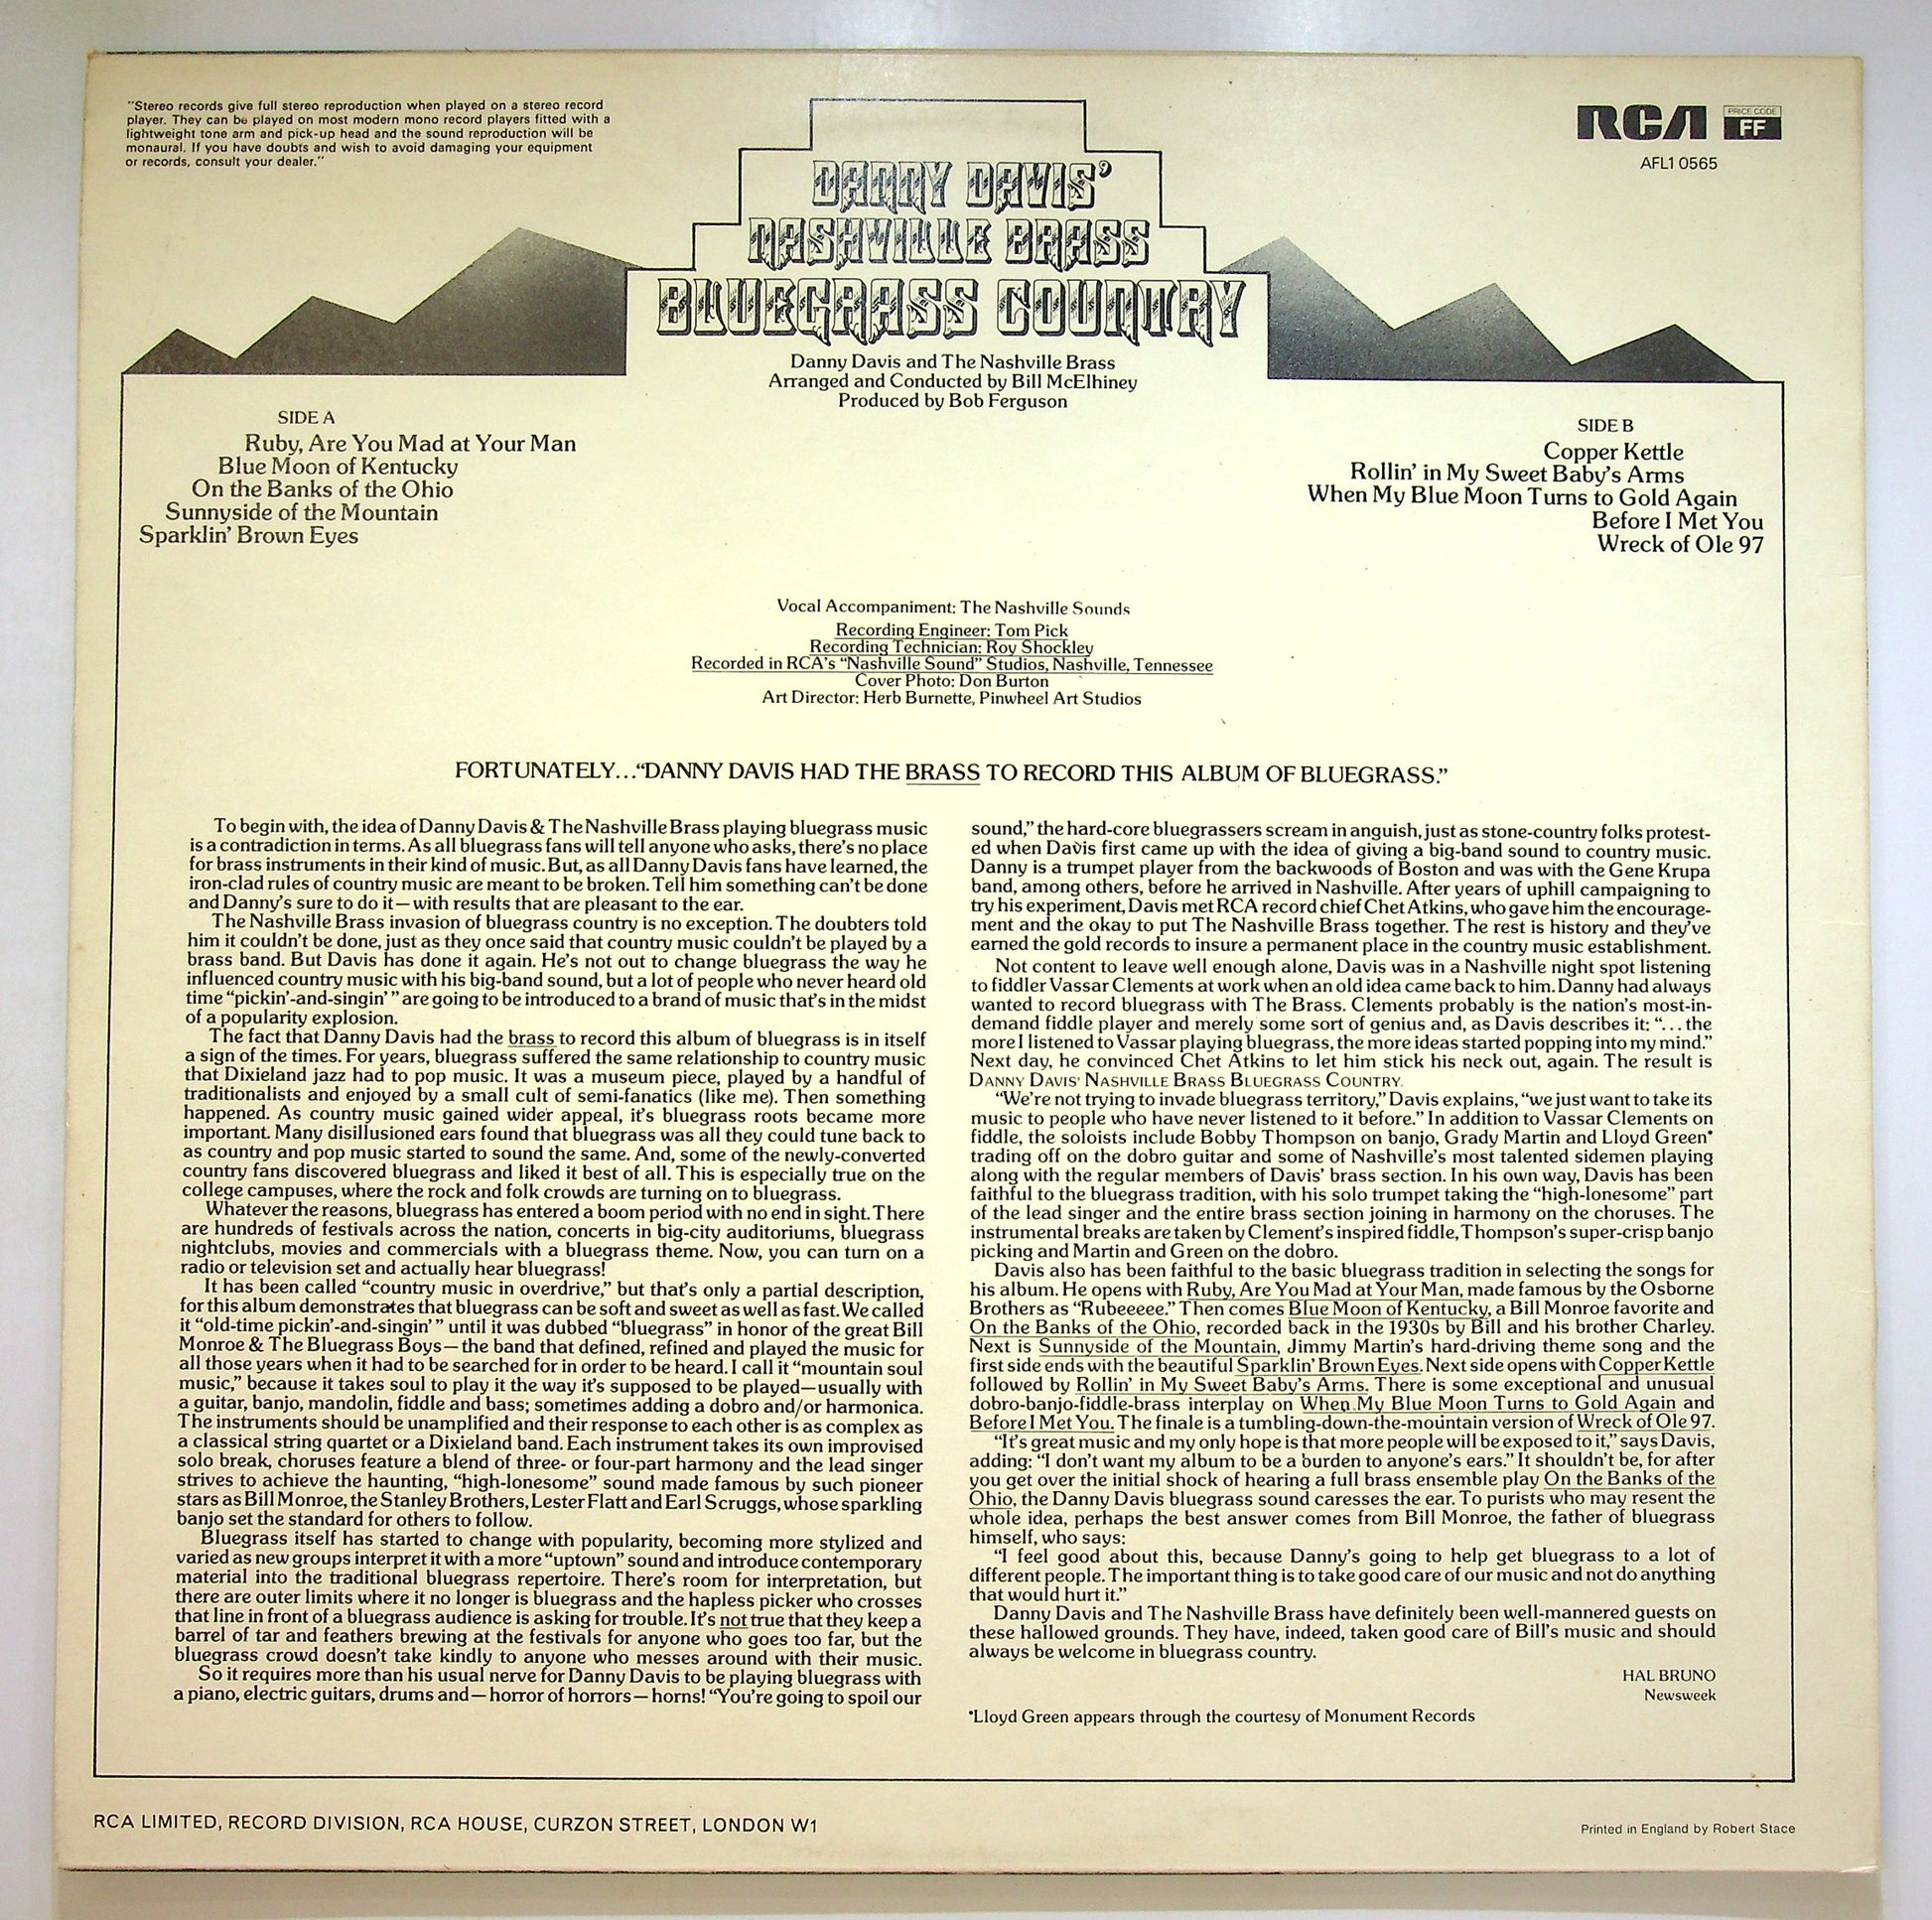 "Stereo records give full stereo reproduction when played on a stereo record
player. They can be played on most modern mono record players fitted with a
lightweight tone arm and pick-up head and the sound reproduction will be
monaural. If you have doubts and wish to avoid damaging your equipment
or records, consult your dealer."
RCA
PRICE CODE
FF
AFL1 0565
DANNY DAVIS'
NASHVILLE BRASS
BLUEGRASS COUNTRY
Danny Davis and The Nashville Brass
Arranged and Conducted by Bill McElhiney
Produced by Bob Ferguson
SIDE A
Ruby, Are You Mad at Your Man
Blue Moon of Kentucky
On the Banks of the Ohio
Sunnyside of the Mountain
Sparklin' Brown Eyes
SIDE B
Copper Kettle
Rollin' in My Sweet Baby's Arms
When My Blue Moon Turns to Gold Again
Before I Met You
Wreck of Ole 97
Vocal Accompaniment: The Nashville Sounds
Recording Engineer: Tom Pick
Recording Technician: Roy Shockley
Recorded in RCA's "Nashville Sound" Studios, Nashville, Tennessee
Cover Photo: Don Burton
Art Director: Herb Burnette, Pinwheel Art Studios
FORTUNATELY..."DANNY DAVIS HAD THE BRASS TO RECORD THIS ALBUM OF BLUEGRASS."
To begin with, the idea of Danny Davis & The Nashville Brass playing bluegrass music
is a contradiction in terms. As all bluegrass fans will tell anyone who asks, there's no place
for brass instruments in their kind of music. But, as all Danny Davis fans have learned, the
iron-clad rules of country music are meant to be broken. Tell him something can't be done
and Danny's sure to do it—with results that are pleasant to the ear.
The Nashville Brass invasion of bluegrass country is no exception. The doubters told
him it couldn't be done, just as they once said that country music couldn't be played by a
brass band. But Davis has done it again. He's not out to change bluegrass the way he
influenced country music with his big-band sound, but a lot of people who never heard old
time "pickin'-and-singin'" are going to be introduced to a brand of music that's in the midst
of a popularity explosion.
The fact that Danny Davis had the brass to record this album of bluegrass is in itself
a sign of the times. For years, bluegrass suffered the same relationship to country music
that Dixieland jazz had to pop music. It was a museum piece, played by a handful of
traditionalists and enjoyed by a small cult of semi-fanatics (like me). Then something
happened. As country music gained wider appeal, it's bluegrass roots became more
important. Many disillusioned ears found that bluegrass was all they could tune back to
as country and pop music started to sound the same. And, some of the newly-converted
country fans discovered bluegrass and liked it best of all. This is especially true on the
college campuses, where the rock and folk crowds are turning on to bluegrass.
Whatever the reasons, bluegrass has entered a boom period with no end in sight. There
are hundreds of festivals across the nation, concerts in big-city auditoriums, bluegrass
nightclubs, movies and commercials with a bluegrass theme. Now, you can turn on a
radio or television set and actually hear bluegrass!
It has been called "country music in overdrive," but that's only a partial description,
for this album demonstrates that bluegrass can be soft and sweet as well as fast. We called
it "old-time pickin'-and-singin'" until it was dubbed "bluegrass" in honor of the great Bill
Monroe & The Bluegrass Boys—the band that defined, refined and played the music for
all those years when it had to be searched for in order to be heard. I call it "mountain soul
music," because it takes soul to play it the way it's supposed to be played—usually with
a guitar, banjo, mandolin, fiddle and bass; sometimes adding a dobro and/or harmonica.
The instruments should be unamplified and their response to each other is as complex as
a classical string quartet or a Dixieland band. Each instrument takes its own improvised
solo break, choruses feature a blend of three- or four-part harmony and the lead singer
strives to achieve the haunting, "high-lonesome" sound made famous by such pioneer
stars as Bill Monroe, the Stanley Brothers, Lester Flatt and Earl Scruggs, whose sparkling
banjo set the standard for others to follow.
Bluegrass itself has started to change with popularity, becoming more stylized and
varied as new groups interpret it with a more "uptown" sound and introduce contemporary
material into the traditional bluegrass repertoire. There's room for interpretation, but
there are outer limits where it no longer is bluegrass and the hapless picker who crosses
that line in front of a bluegrass audience is asking for trouble. It's not true that they keep a
barrel of tar and feathers brewing at the festivals for anyone who goes too far, but the
bluegrass crowd doesn't take kindly to anyone who messes around with their music.
So it requires more than his usual nerve for Danny Davis to be playing bluegrass with
a piano, electric guitars, drums and—horror of horrors—horns! "You're going to spoil our
sound," the hard-core bluegrassers scream in anguish, just as stone-country folks protest-
ed when Davis first came up with the idea of giving a big-band sound to country music.
Danny is a trumpet player from the backwoods of Boston and was with the Gene Krupa
band, among others, before he arrived in Nashville. After years of uphill campaigning to
try his experiment, Davis met RCA record chief Chet Atkins, who gave him the encourage-
ment and the okay to put The Nashville Brass together. The rest is history and they've
earned the gold records to insure a permanent place in the country music establishment.
Not content to leave well enough alone, Davis was in a Nashville night spot listening
to fiddler Vassar Clements at work when an old idea came back to him. Danny had always
wanted to record bluegrass with The Brass. Clements probably is the nation's most-in-
demand fiddle player and merely some sort of genius and, as Davis describes it: "...the
more I listened to Vassar playing bluegrass, the more ideas started popping into my mind."
Next day, he convinced Chet Atkins to let him stick his neck out, again. The result is
DANNY DAVIS' NASHVILLE BRASS BLUEGRASS COUNTRY.
"We're not trying to invade bluegrass territory," Davis explains, "we just want to take its
music to people who have never listened to it before." In addition to Vassar Clements on
fiddle, the soloists include Bobby Thompson on banjo, Grady Martin and Lloyd Green*
trading off on the dobro guitar and some of Nashville's most talented sidemen playing
along with the regular members of Davis' brass section. In his own way, Davis has been
faithful to the bluegrass tradition, with his solo trumpet taking the "high-lonesome" part
of the lead singer and the entire brass section joining in harmony on the choruses. The
instrumental breaks are taken by Clement's inspired fiddle, Thompson's super-crisp banjo
picking and Martin and Green on the dobro.
Davis also has been faithful to the basic bluegrass tradition in selecting the songs for
his album. He opens with Ruby, Are You Mad at Your Man, made famous by the Osborne
Brothers as "Rubeeeee." Then comes Blue Moon of Kentucky, a Bill Monroe favorite and
On the Banks of the Ohio, recorded back in the 1930s by Bill and his brother Charley.
Next is Sunnyside of the Mountain, Jimmy Martin's hard-driving theme song and the
first side ends with the beautiful Sparklin' Brown Eyes. Next side opens with Copper Kettle
followed by Rollin' in My Sweet Baby's Arms. There is some exceptional and unusual
dobro-banjo-fiddle-brass interplay on When My Blue Moon Turns to Gold Again and
Before I Met You. The finale is a tumbling-down-the-mountain version of Wreck of Ole 97.
"It's great music and my only hope is that more people will be exposed to it," says Davis,
adding: "I don't want my album to be a burden to anyone's ears." It shouldn't be, for after
you get over the initial shock of hearing a full brass ensemble play On the Banks of the
Ohio, the Danny Davis bluegrass sound caresses the ear. To purists who may resent the
whole idea, perhaps the best answer comes from Bill Monroe, the father of bluegrass
himself, who says:
"I feel good about this, because Danny's going to help get bluegrass to a lot of
different people. The important thing is to take good care of our music and not do anything
that would hurt it."
Danny Davis and The Nashville Brass have definitely been well-mannered guests on
these hallowed grounds. They have, indeed, taken good care of Bill's music and should
always be welcome in bluegrass country.
HAL BRUNO
Newsweek
*Lloyd Green appears through the courtesy of Monument Records
RCA LIMITED, RECORD DIVISION, RCA HOUSE, CURZON STREET, LONDON W1
Printed in England by Robert Stace